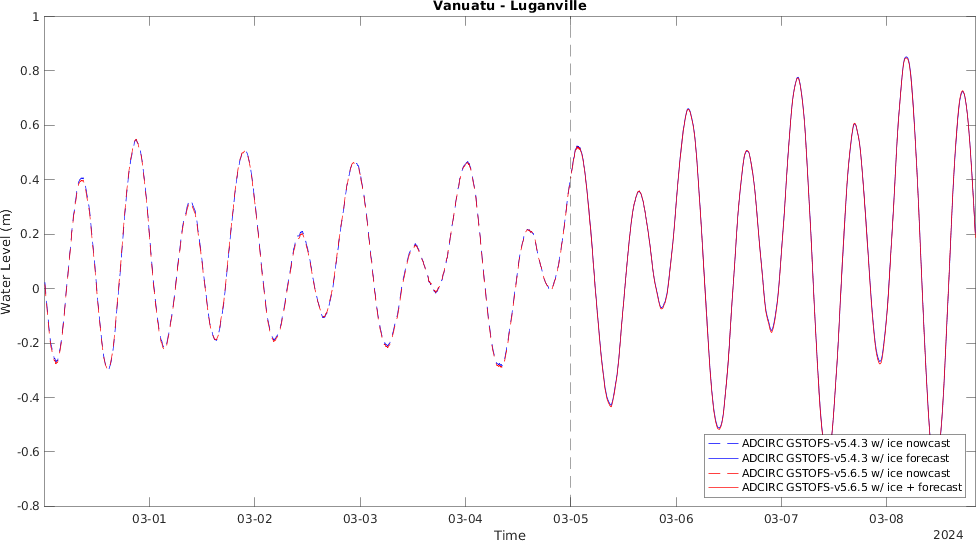 Vanuatu - Luganville
1
0.8
0.6
0.4
0.2
0
-0.2
-0.4
-0.6
-0.8
Water Level (m)
03-01 03-02 03-03 03-04 03-05 03-06 03-07 03-08
Time
2024
ADCIRC GSTOFS-v5.4.3 w/ ice nowcast
ADCIRC GSTOFS-v5.4.3 w/ ice forecast
ADCIRC GSTOFS-v5.6.5 w/ ice nowcast
ADCIRC GSTOFS-v5.6.5 w/ ice + forecast